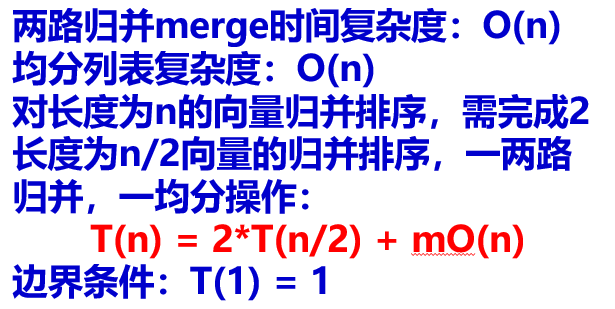 两路归并merge时间复杂度：O(n)
均分列表复杂度：O(n)
对长度为n的向量归并排序，需完成2
长度为n/2向量的归并排序，一两路
归并，一均分操作：
T(n) = 2*T(n/2) + mO(n)
边界条件：T(1) = 1